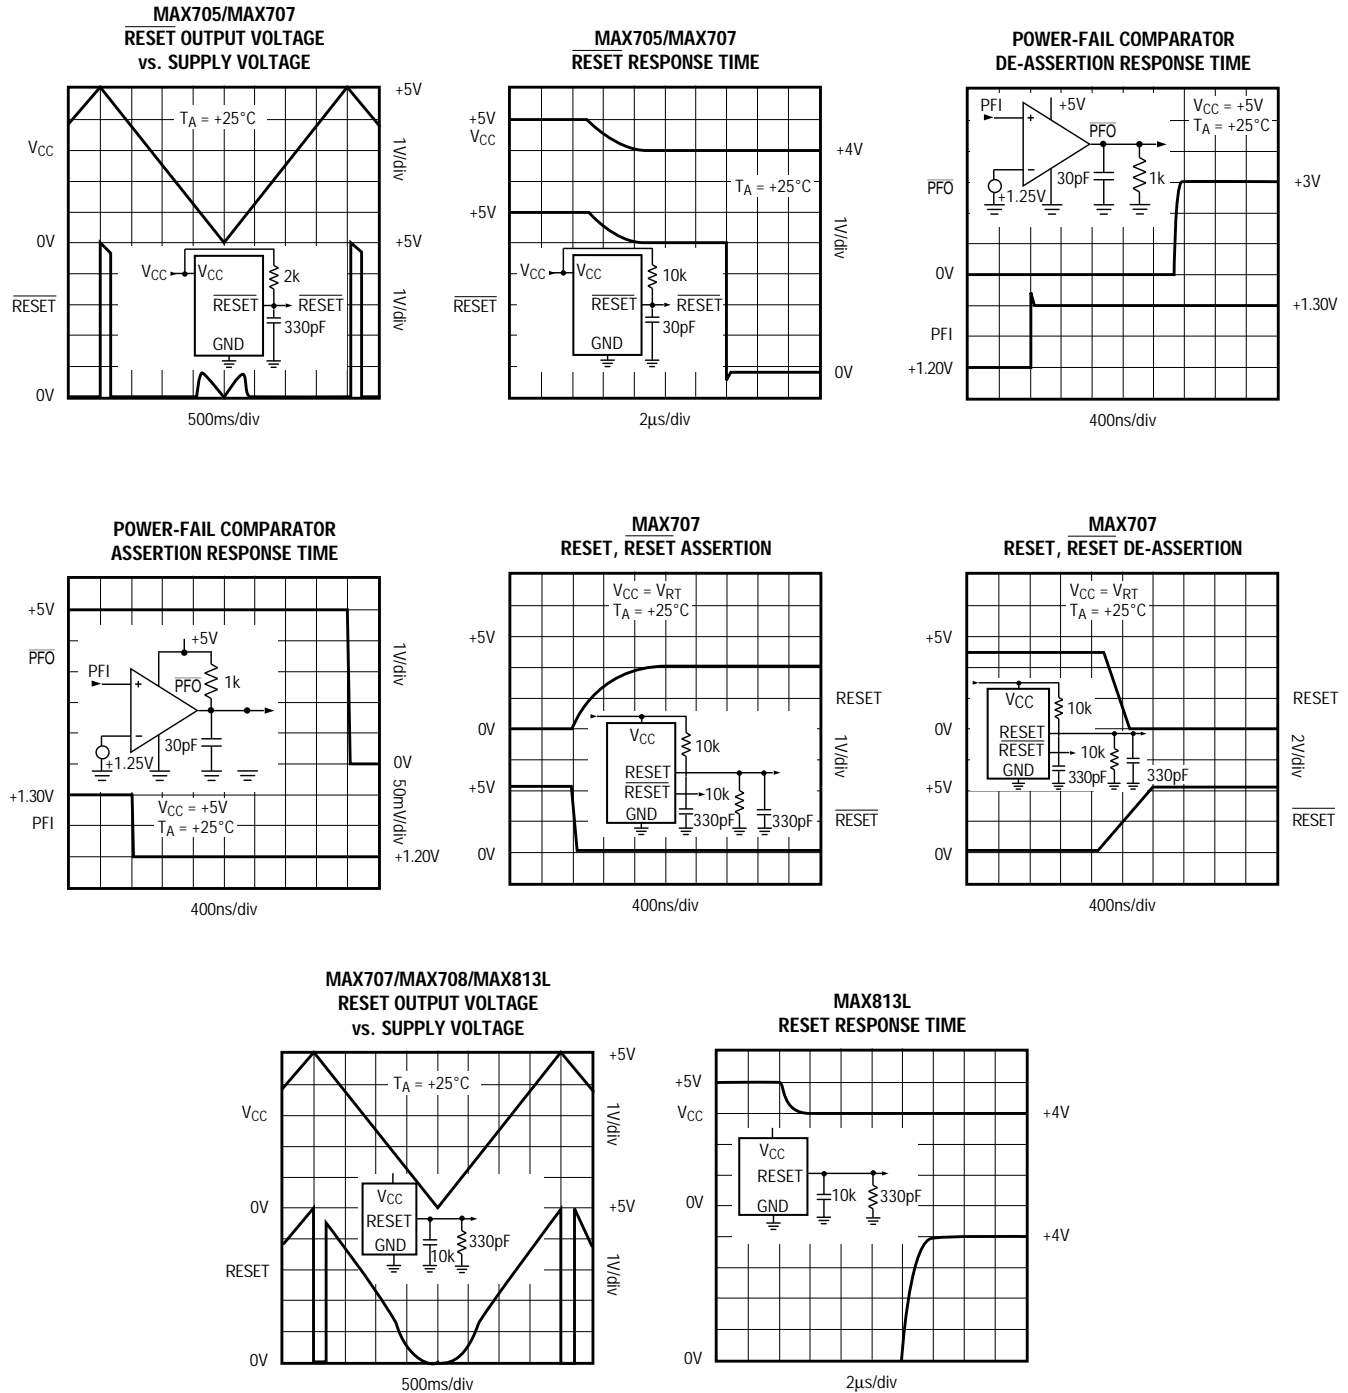 MAX705/MAX707
RESET OUTPUT VOLTAGE
vs. SUPPLY VOLTAGE
+5V
TA = +25°C
VCC
1V/div
0V
+5V
VCC
VCC
2k
RESET
RESET
RESET
1V/div
330pF
GND
0V
500ms/div
MAX705/MAX707
RESET RESPONSE TIME
+5V
VCC
+4V
TA = +25°C
+5V
1V/div
VCC
VCC
10k
RESET
RESET
RESET
30pF
GND
0V
2µs/div
POWER-FAIL COMPARATOR
DE-ASSERTION RESPONSE TIME
PFI
+5V
VCC = +5V
TA = +25°C
+
PFO
–
30pF
1k
PFO
+3V
+1.25V
0V
+1.30V
PFI
+1.20V
400ns/div
POWER-FAIL COMPARATOR
ASSERTION RESPONSE TIME
+5V
+5V
PFO
1V/div
PFI
+
PFO
1k
–
30pF
+1.25V
0V
+1.30V
PFI
VCC = +5V
TA = +25°C
50mV/div
+1.20V
400ns/div
MAX707
RESET, RESET ASSERTION
VCC = VRT
TA = +25°C
+5V
RESET
0V
VCC
10k
1V/div
RESET
RESET
10k
+5V
GND
330pF
330pF
RESET
0V
400ns/div
MAX707
RESET, RESET DE-ASSERTION
VCC = VRT
TA = +25°C
+5V
VCC
10k
RESET
0V
RESET
RESET
10k
2V/div
GND
330pF
330pF
+5V
RESET
0V
400ns/div
MAX707/MAX708/MAX813L
RESET OUTPUT VOLTAGE
vs. SUPPLY VOLTAGE
+5V
TA = +25°C
VCC
1V/div
0V
+5V
VCC
RESET
GND
10k
330pF
RESET
1V/div
0V
500ms/div
MAX813L
RESET RESPONSE TIME
+5V
VCC
+4V
VCC
RESET
GND
10k
330pF
0V
+4V
0V
2µs/div